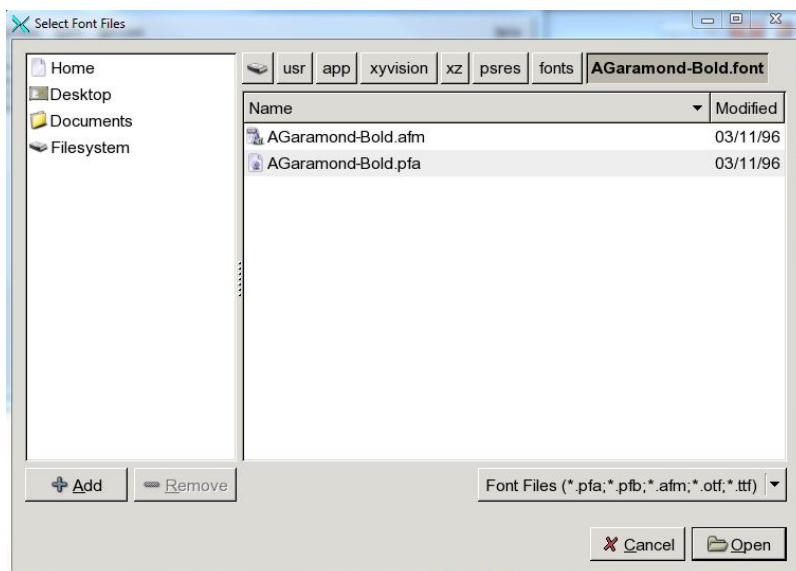 Select Font Files
Home
Desktop
Documents
Filesystem
usr app xyvision xz psres fonts AGaramond-Bold.font
Name Modified
AGaramond-Bold.afm 03/11/96
AGaramond-Bold.pfa 03/11/96
Add Remove
Font Files (*.pfa;*.pfb;*.afm;*.otf;*.ttf)
Cancel Open